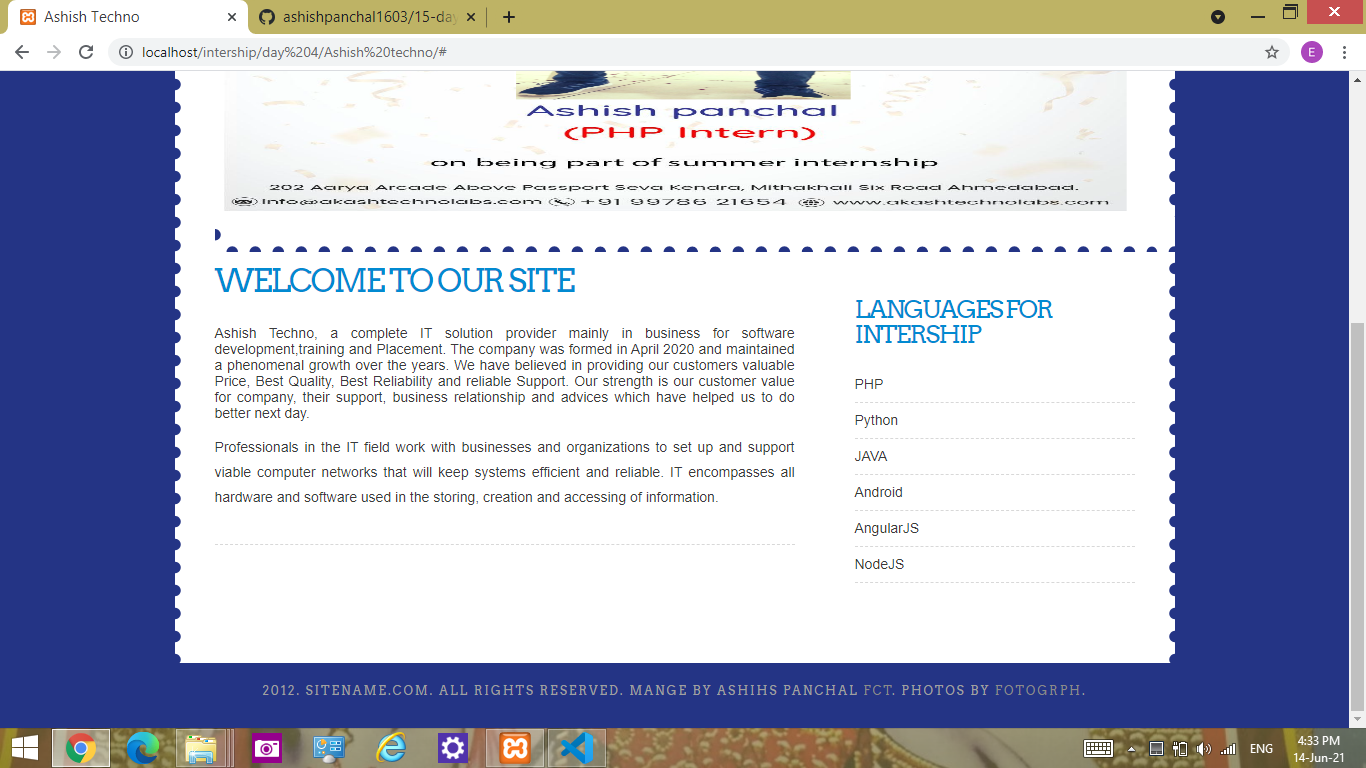 Ashish Techno
ashishpanchal1603/15-day
localhost/intership/day%204/Ashish%20techno/#
E
Ashish panchal
(PHP Intern)
on being part of summer internship
202 Aarya Arcade Above Passport Seva Kendra, Mithakhali Six Road Ahmedabad.
info@akashtechnolabs.com +91 99786 21654 www.akashtechnolabs.com
WELCOME TO OUR SITE
Ashish Techno, a complete IT solution provider mainly in business for software
development,training and Placement. The company was formed in April 2020 and maintained
a phenomenal growth over the years. We have believed in providing our customers valuable
Price, Best Quality, Best Reliability and reliable Support. Our strength is our customer value
for company, their support, business relationship and advices which have helped us to do
better next day.
Professionals in the IT field work with businesses and organizations to set up and support
viable computer networks that will keep systems efficient and reliable. IT encompasses all
hardware and software used in the storing, creation and accessing of information.
LANGUAGES FOR
INTERSHIP
PHP
Python
JAVA
Android
AngularJS
NodeJS
2012. SITENAME.COM. ALL RIGHTS RESERVED. MANGE BY ASHIHS PANCHAL FCT. PHOTOS BY FOTOGRPH.
ENG
4:33 PM
14-Jun-21